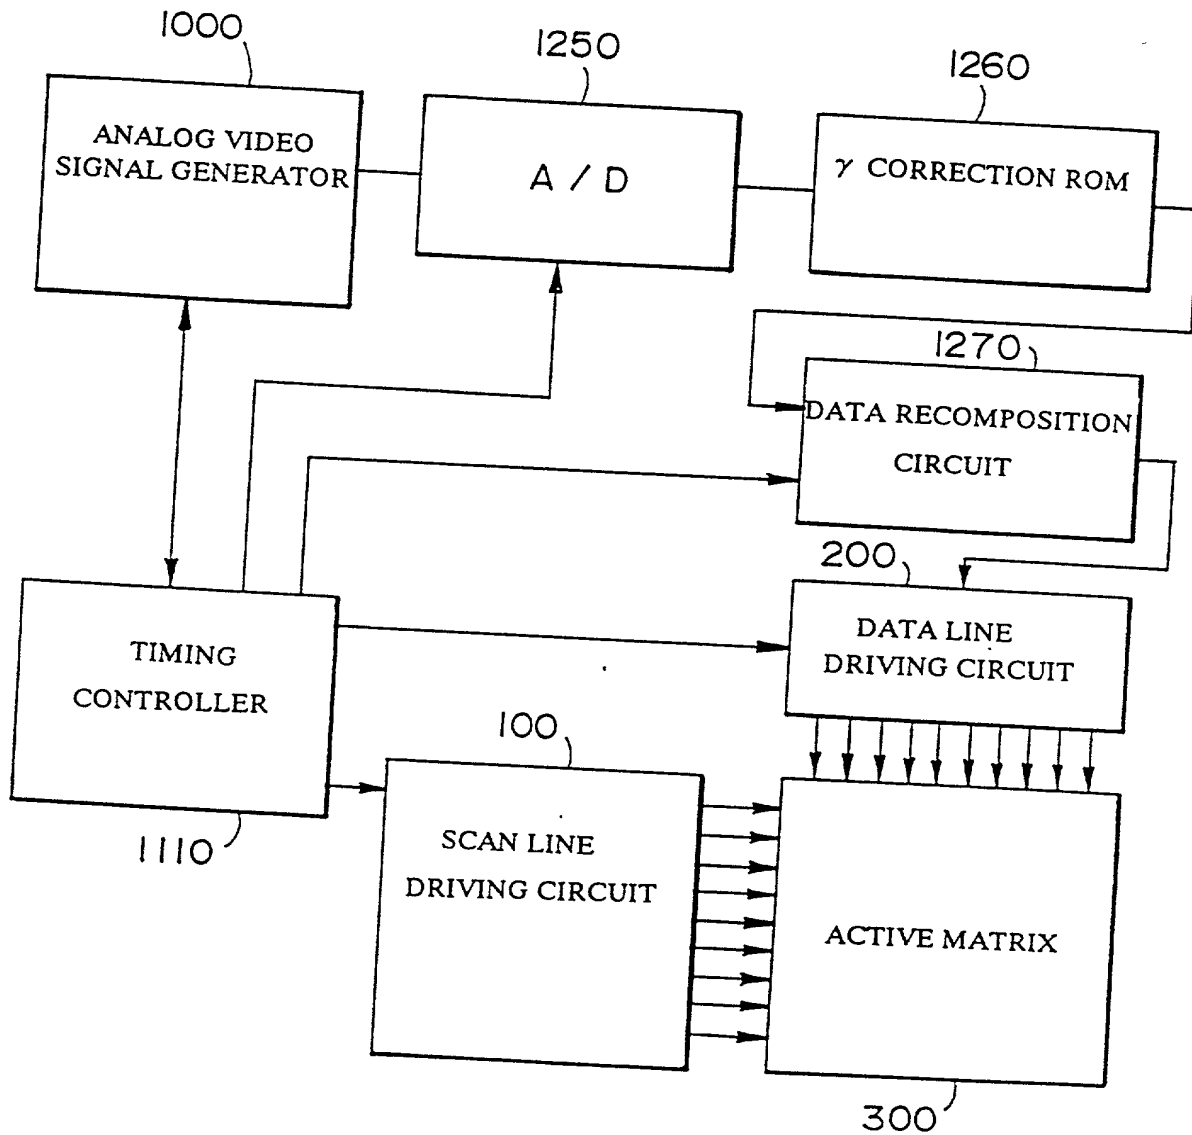 1000
1250
1260
ANALOG VIDEO
SIGNAL GENERATOR
A / D
γ CORRECTION ROM
1270
DATA RECOMPOSITION
CIRCUIT
200
DATA LINE
DRIVING CIRCUIT
TIMING
CONTROLLER
1110
100
SCAN LINE
DRIVING CIRCUIT
ACTIVE MATRIX
300